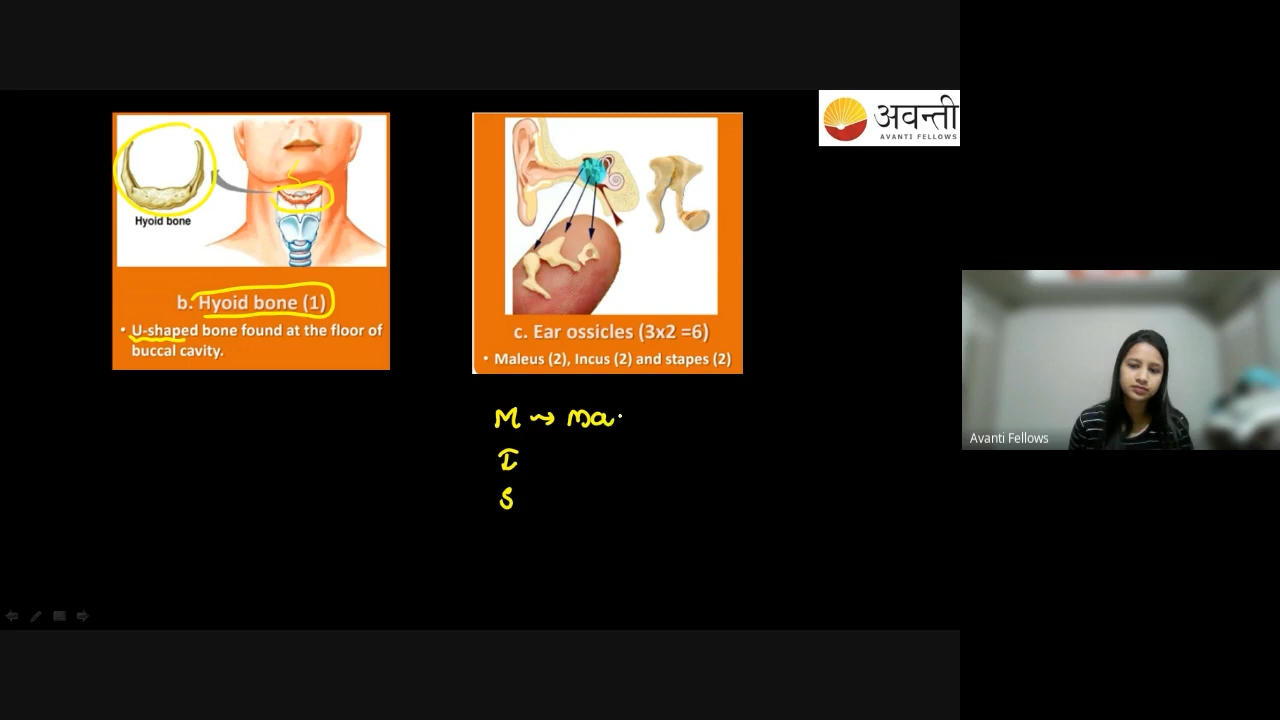 अवन्ती
AVANTI FELLOWS
Hyoid bone
b. Hyoid bone (1)
• U-shaped bone found at the floor of
buccal cavity.
c. Ear ossicles (3x2 =6)
• Maleus (2), Incus (2) and stapes (2)
M → ma
I
S
Avanti Fellows